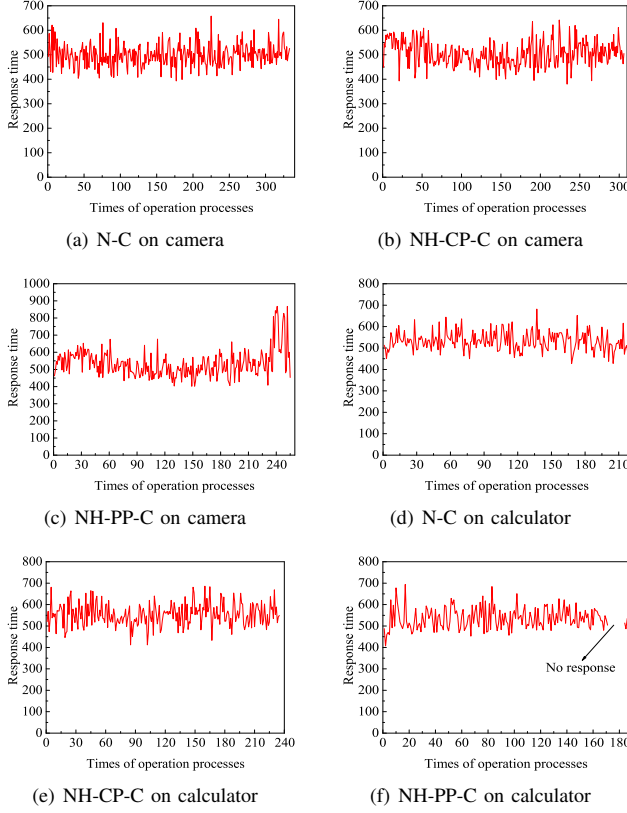 700
600
500
400
300
200
100
0
Response time
0 50 100 150 200 250 300
Times of operation processes
(a) N-C on camera
700
600
500
400
300
200
100
0
Response time
0 50 100 150 200 250 300
Times of operation processes
(b) NH-CP-C on camera
1000
900
800
700
600
500
400
300
200
100
0
Response time
0 30 60 90 120 150 180 210 240
Times of operation processes
(c) NH-PP-C on camera
800
700
600
500
400
300
200
100
0
Response time
0 30 60 90 120 150 180 210
Times of operation processes
(d) N-C on calculator
800
700
600
500
400
300
200
100
0
Response time
0 30 60 90 120 150 180 210 240
Times of operation processes
(e) NH-CP-C on calculator
800
700
600
500
400
300
200
100
0
Response time
No response
0 20 40 60 80 100 120 140 160 180
Times of operation processes
(f) NH-PP-C on calculator